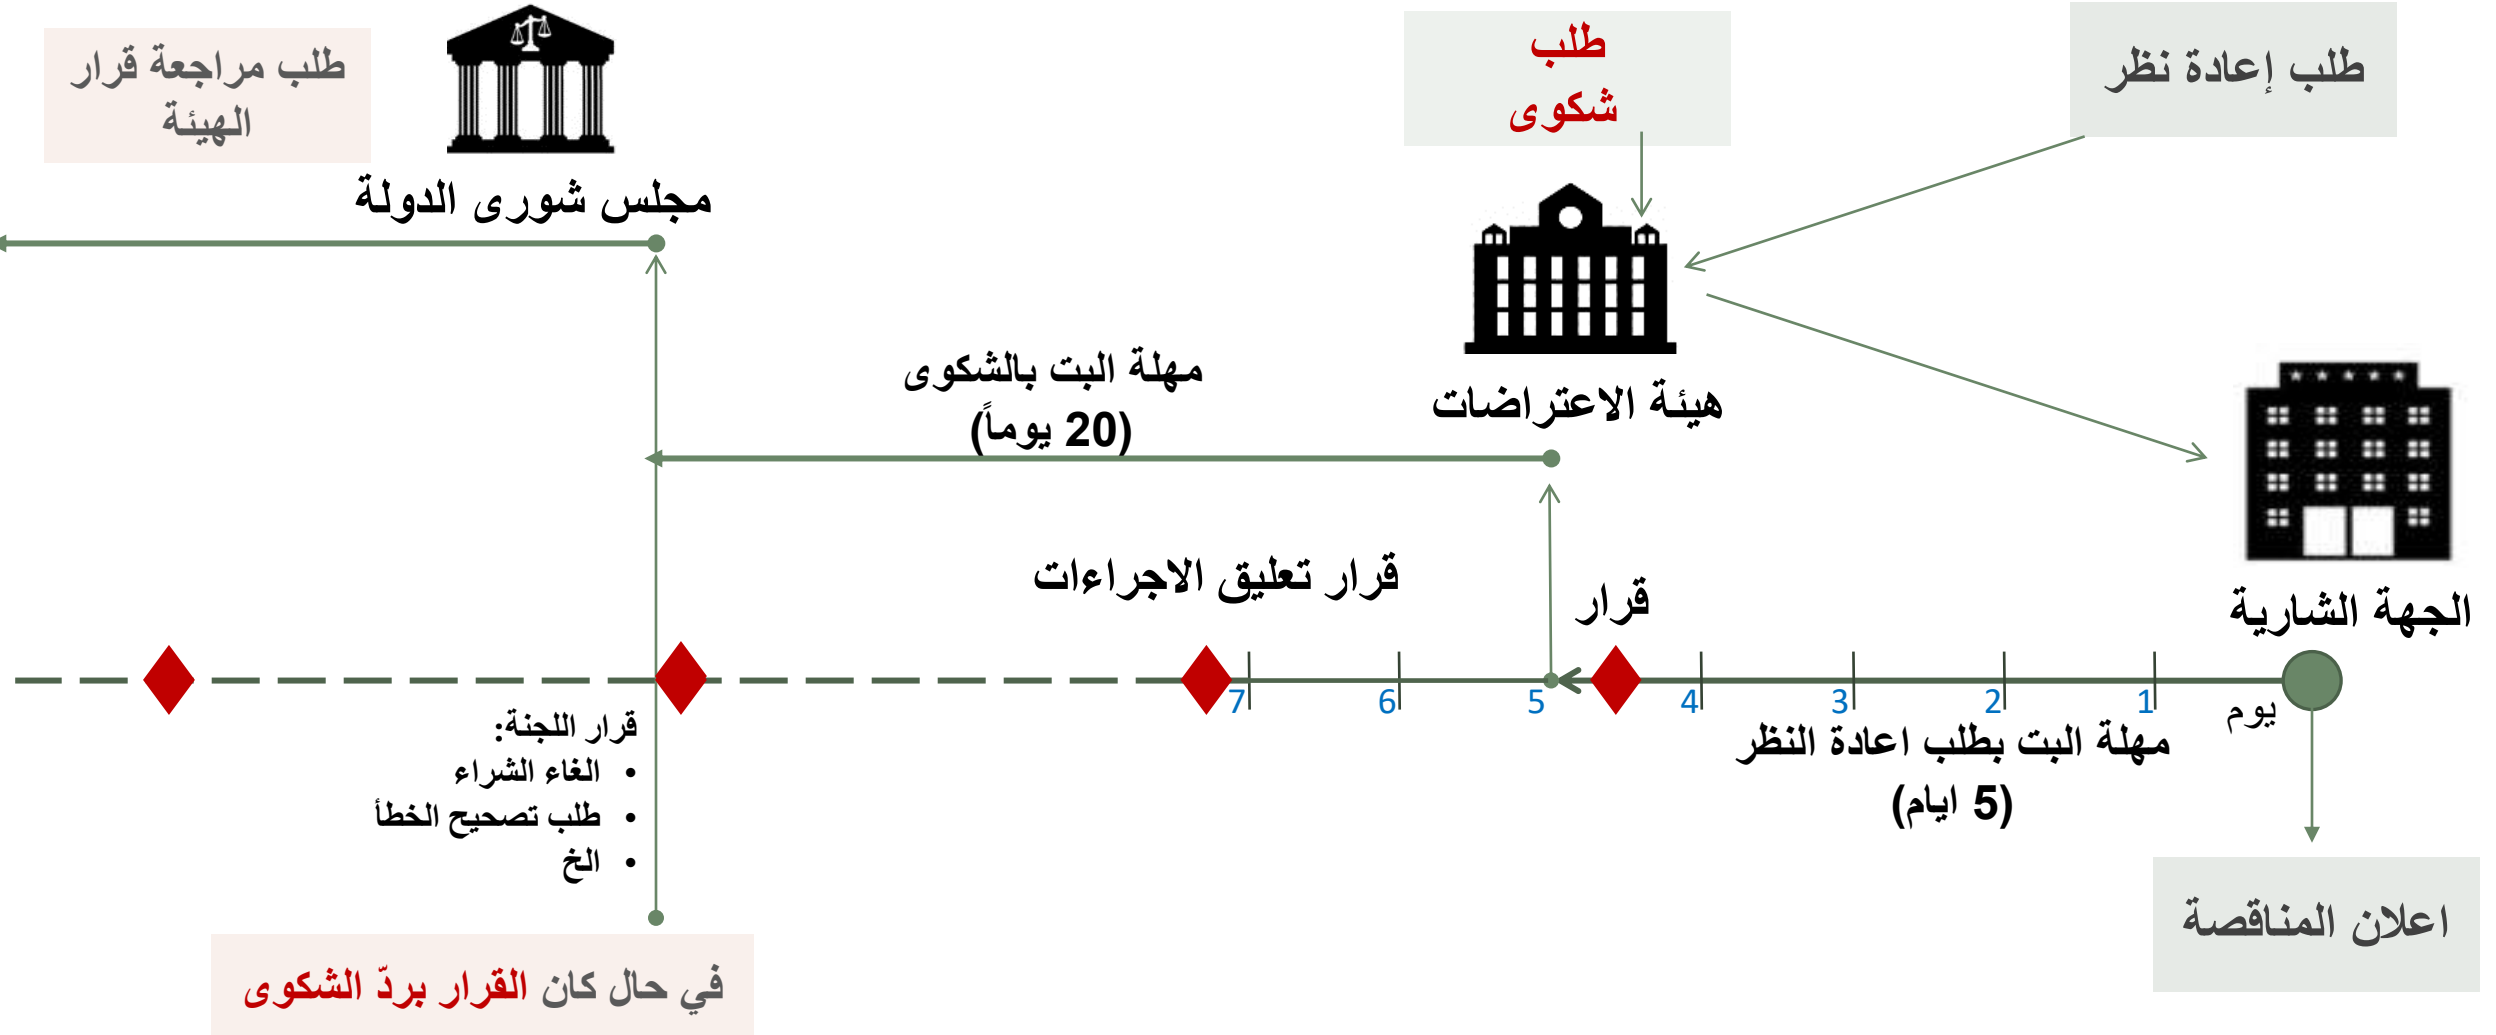 طلب إعادة نظر
طلب
شكوى
طلب مراجعة قرار
الهيئة
مجلس شورى الدولة
هيئة الاعتراضات
مهلة البت بالشكوى
(20 يوماً)
الجهة الشارية
قرار
قرار تعليق الاجراءات
يوم
1
2
3
4
5
6
7
مهلة البت بطلب اعادة النظر
(5 ايام)
قرار اللجنة:
• الغاء الشراء
• طلب تصحيح الخطأ
• الخ
اعلان المناقصة
في حال كان القرار بردّ الشكوى